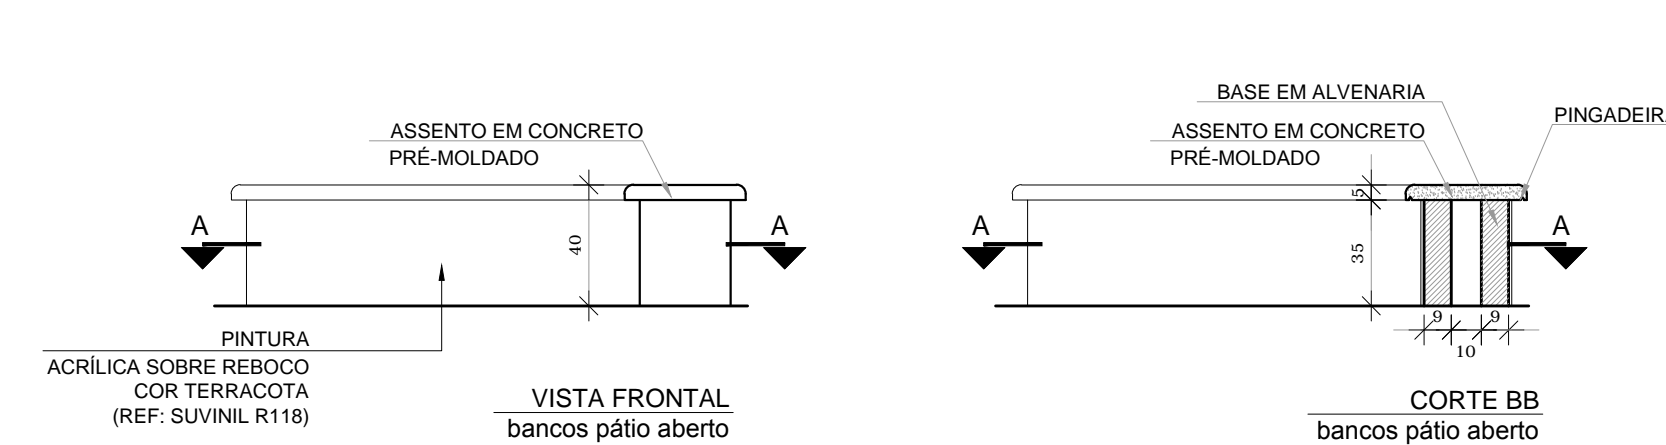 ASSENTO EM CONCRETO
PRÉ-MOLDADO
A
A
40
PINTURA
ACRÍLICA SOBRE REBOCO
COR TERRACOTA
(REF: SUVINIL R118)
VISTA FRONTAL
bancos pátio aberto
BASE EM ALVENARIA
PINGADEIRA
ASSENTO EM CONCRETO
PRÉ-MOLDADO
A
A
5
35
9
9
10
CORTE BB
bancos pátio aberto